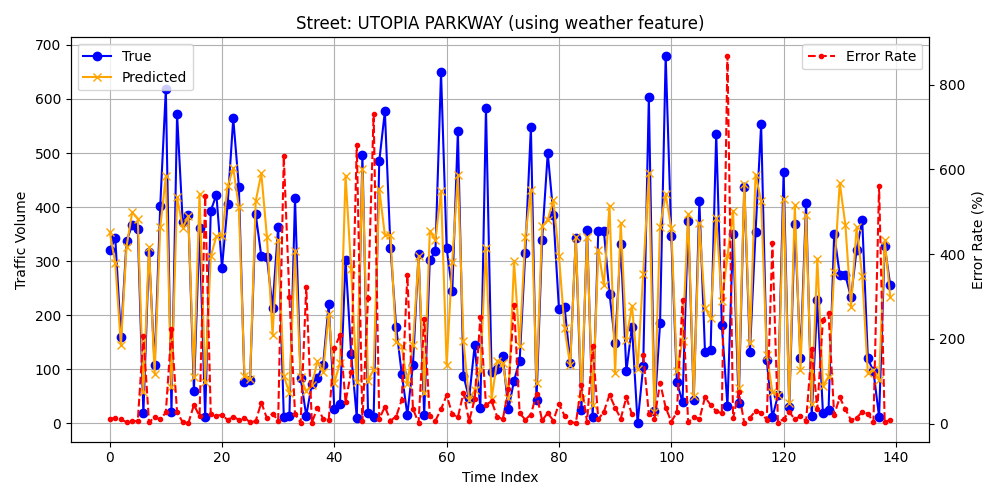 Street: UTOPIA PARKWAY (using weather feature)
True
Predicted
Error Rate
Traffic Volume
700
600
500
400
300
200
100
0
800
600
400
200
0
Error Rate (%)
0 20 40 60 80 100 120 140
Time Index